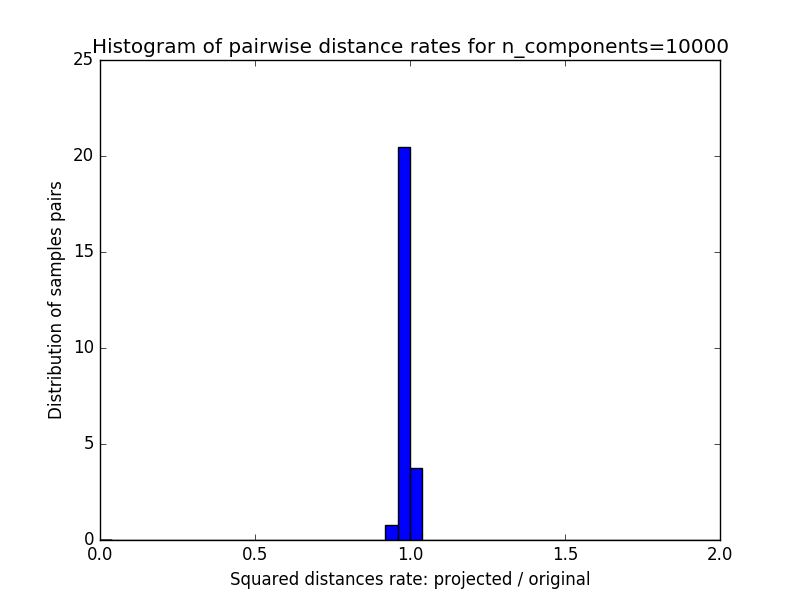 Histogram of pairwise distance rates for n_components=10000
25
20
15
10
5
0
Distribution of samples pairs
0.0 0.5 1.0 1.5 2.0
Squared distances rate: projected / original